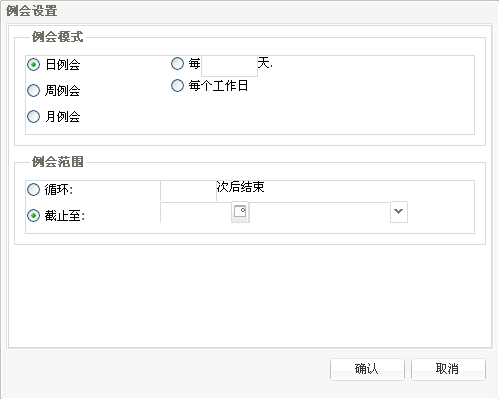 例会设置
例会模式
日例会
每 天.
周例会
每个工作日
月例会
例会范围
循环: 次后结束
截止至:
确认 取消